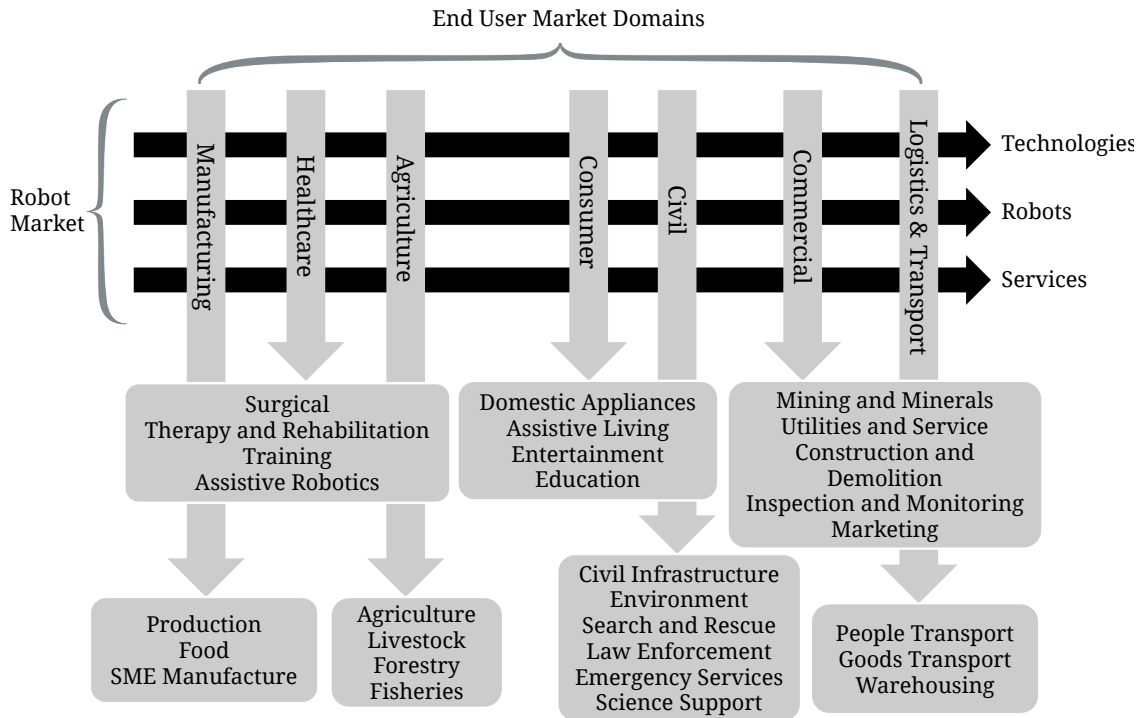 End User Market Domains
Robot
Market
Manufacturing
Healthcare
Agriculture
Consumer
Civil
Commercial
Logistics & Transport
Technologies
Robots
Services
Surgical
Therapy and Rehabilitation
Training
Assistive Robotics
Domestic Appliances
Assistive Living
Entertainment
Education
Mining and Minerals
Utilities and Service
Construction and
Demolition
Inspection and Monitoring
Marketing
Production
Food
SME Manufacture
Agriculture
Livestock
Forestry
Fisheries
Civil Infrastructure
Environment
Search and Rescue
Law Enforcement
Emergency Services
Science Support
People Transport
Goods Transport
Warehousing